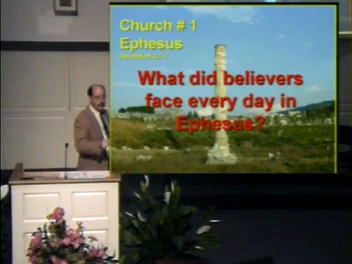 Church # 1
Ephesus
What did believers
face every day in
Ephesus?